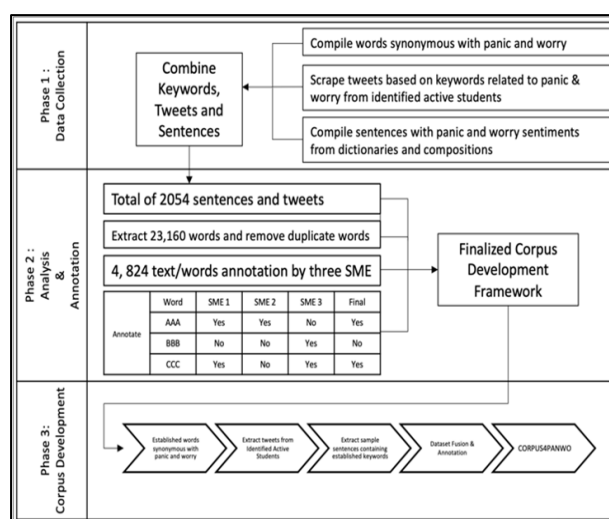 Phase 1 :
Data Collection
Combine
Keywords,
Tweets and
Sentences
Compile words synonymous with panic and worry
Scrape tweets based on keywords related to panic &
worry from identified active students
Compile sentences with panic and worry sentiments
from dictionaries and compositions
Phase 2 :
Analysis
&
Annotation
Total of 2054 sentences and tweets
Extract 23,160 words and remove duplicate words
4, 824 text/words annotation by three SME
Annotate
Word SME 1 SME 2 SME 3 Final
AAA Yes Yes No Yes
BBB No No Yes No
CCC Yes No Yes Yes
Finalized Corpus
Development
Framework
Phase 3:
Corpus Development
Established words
synonymous with
panic and worry
Extract tweets from
Identified Active
Students
Extract sample
sentences containing
established keywords
Dataset Fusion &
Annotation
CORPUS4PANWO